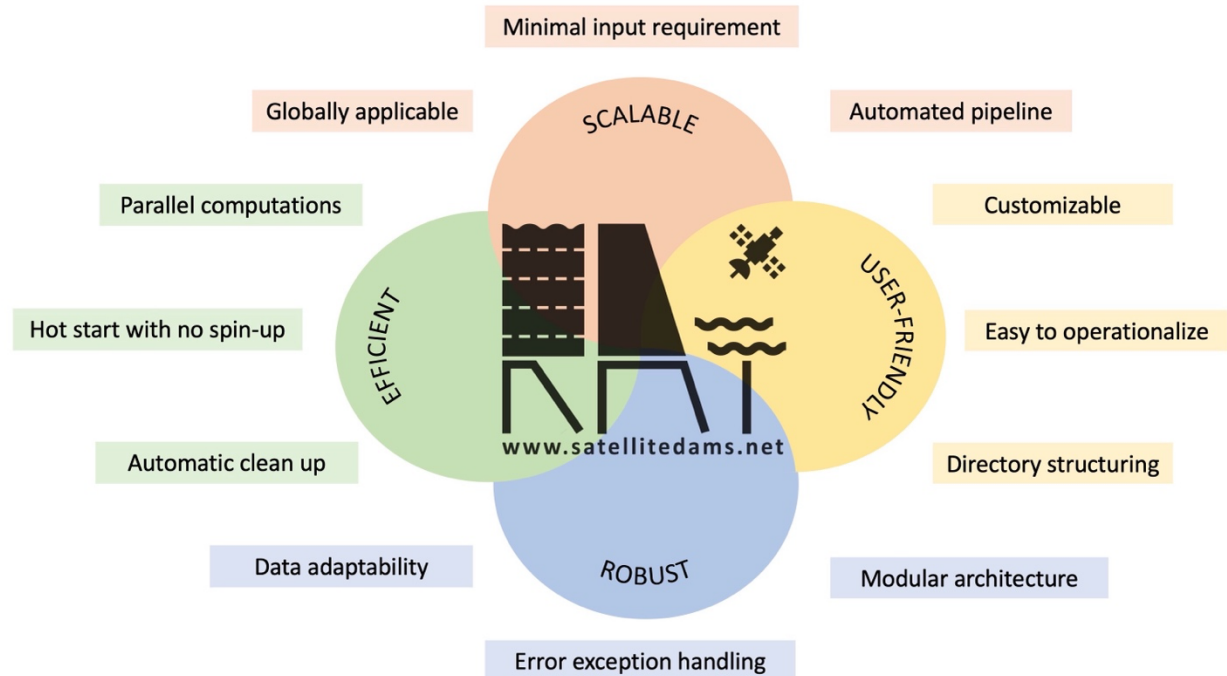 Minimal input requirement
Globally applicable
SCALABLE
Automated pipeline
Parallel computations
Customizable
EFFICIENT
USER-FRIENDLY
Hot start with no spin-up
Easy to operationalize
RAT
www.satellitedams.net
Automatic clean up
Directory structuring
Data adaptability
ROBUST
Modular architecture
Error exception handling